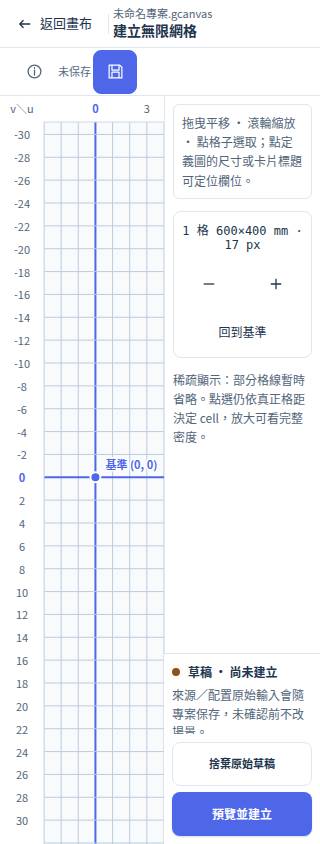 ← 返回畫布
未命名專案.gcanvas
建立無限網格
未保存
v＼u
0
3
-30
-28
-26
-24
-22
-20
-18
-16
-14
-12
-10
-8
-6
-4
-2
0
2
4
6
8
10
12
14
16
18
20
22
24
26
28
30
基準 (0, 0)
拖曳平移・滾輪縮放
・點格子選取；點定
義圖的尺寸或卡片標題
可定位欄位。
1 格 600×400 mm ·
17 px
− +
回到基準
稀疏顯示：部分格線暫時
省略。點選仍依真正格距
決定 cell，放大可看完整
密度。
草稿・尚未建立
來源／配置原始輸入會隨
專案保存，未確認前不改
場景。
捨棄原始草稿
預覽並建立